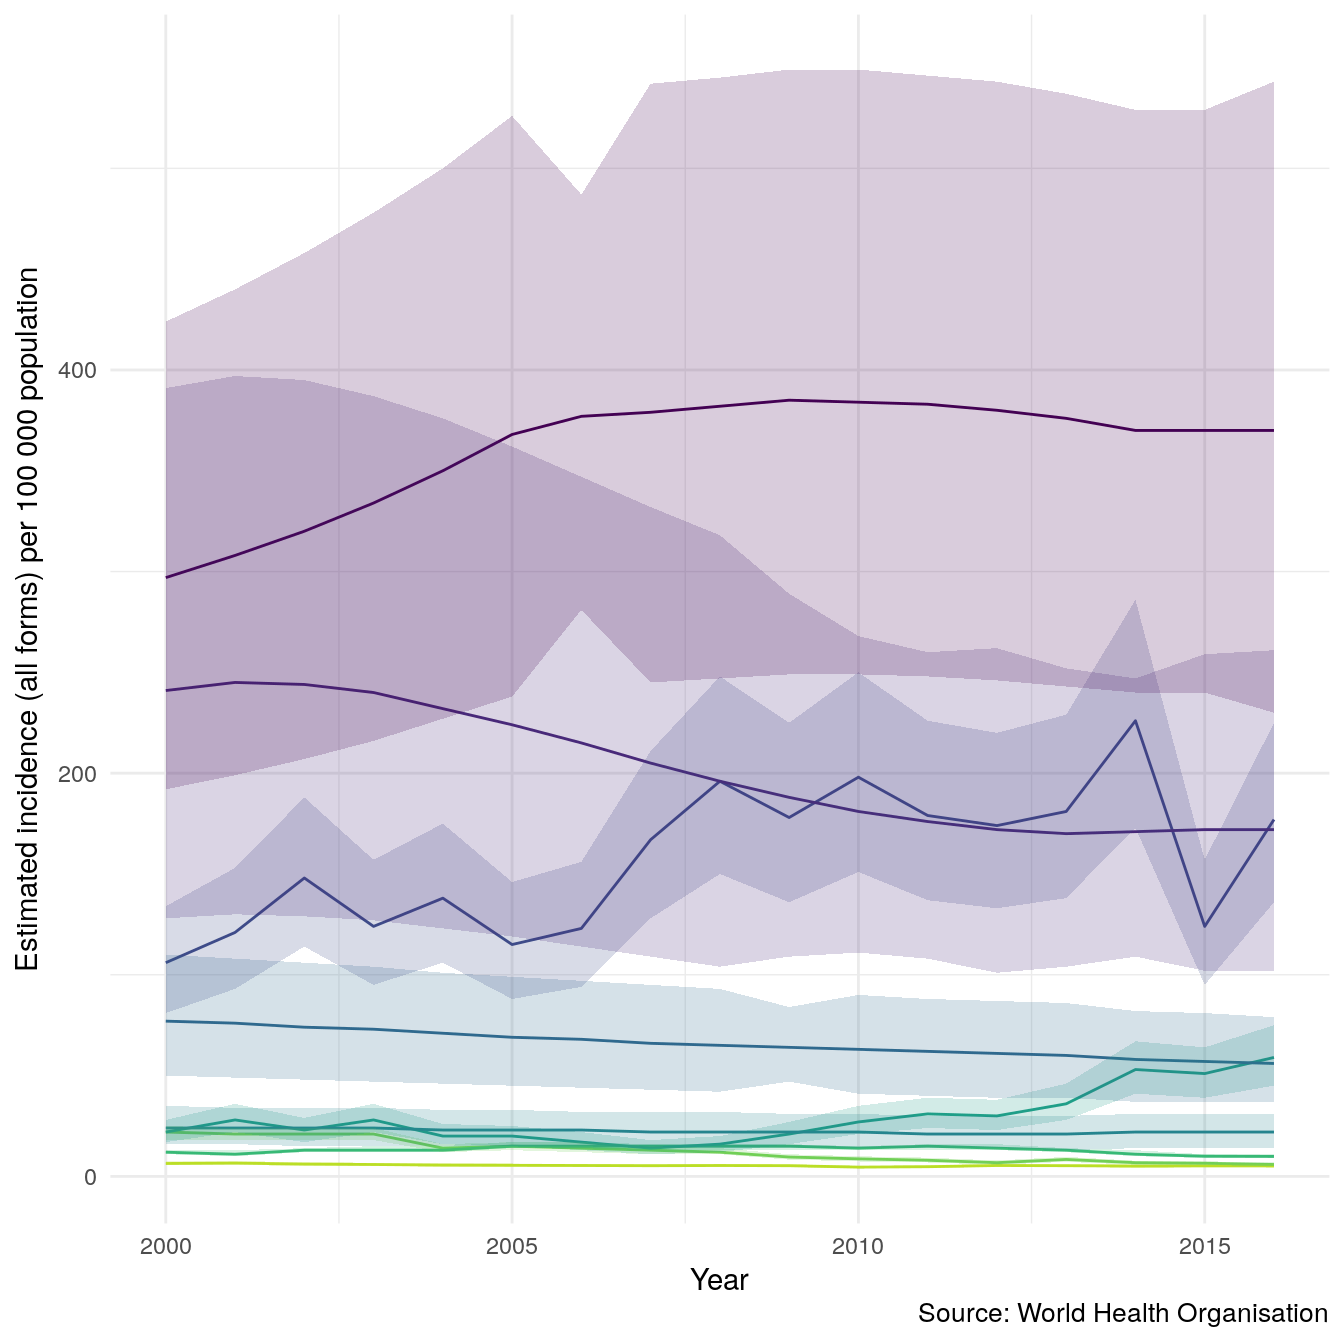 Estimated incidence (all forms) per 100 000 population
400
200
0
2000 2005 2010 2015
Year
Source: World Health Organisation